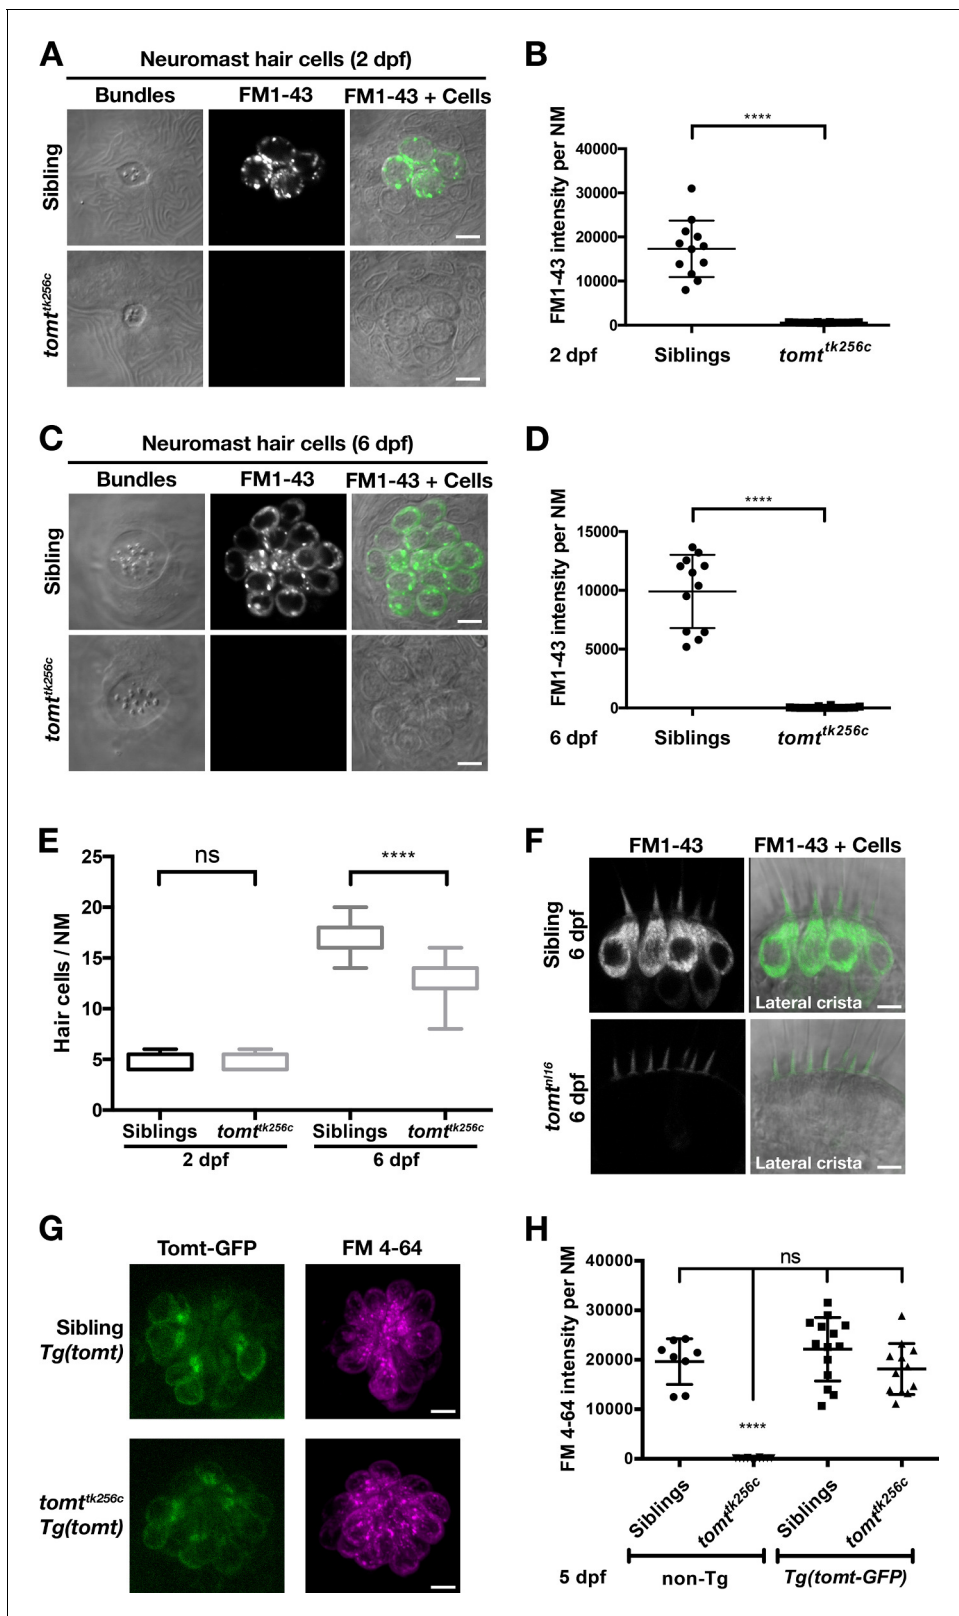 A
Neuromast hair cells (2 dpf)
Bundles FM1-43 FM1-43 + Cells
Sibling
tomt^tk256c
B
FM1-43 intensity per NM
****
40000
30000
20000
10000
0
2 dpf Siblings tomt^tk256c
C
Neuromast hair cells (6 dpf)
Bundles FM1-43 FM1-43 + Cells
Sibling
tomt^tk256c
D
FM1-43 intensity per NM
****
15000
10000
5000
0
6 dpf Siblings tomt^tk256c
E
Hair cells / NM
25
20
15
10
5
0
ns ****
Siblings tomt^tk256c Siblings tomt^tk256c
2 dpf 6 dpf
F
FM1-43 FM1-43 + Cells
Sibling
6 dpf
Lateral crista
tomt^nl16
6 dpf
Lateral crista
G
Tomt-GFP FM 4-64
Sibling
Tg(tomt)
tomt^tk256c
Tg(tomt)
H
FM 4-64 intensity per NM
40000
30000
20000
10000
0
ns
****
Siblings tomt^tk256c Siblings tomt^tk256c
5 dpf non-Tg Tg(tomt-GFP)